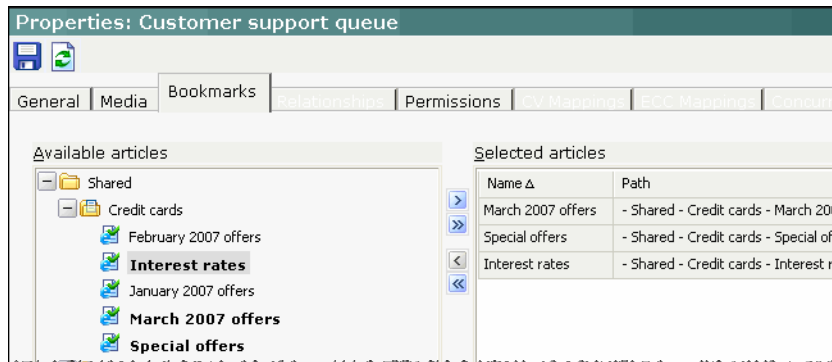 Properties: Customer support queue
General Media Bookmarks Relationships Permissions CV Mappings ECC Mappings Concurr
Available articles
Shared
Credit cards
February 2007 offers
Interest rates
January 2007 offers
March 2007 offers
Special offers
Selected articles
Name Path
March 2007 offers - Shared - Credit cards - March 20
Special offers - Shared - Credit cards - Special of
Interest rates - Shared - Credit cards - Interest r